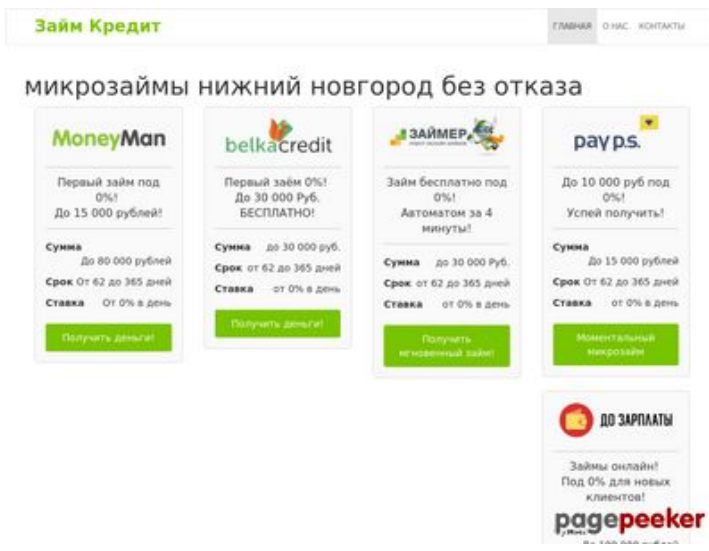 Займ Кредит
ГЛАВНАЯ О НАС КОНТАКТЫ
микрозаймы нижний новгород без отказа
MoneyMan
Первый займ под
0%!
До 15 000 рублей!
Сумма
До 80 000 рублей
Срок От 62 до 365 дней
Ставка От 0% в день
Получить деньги!
belkacredit
Первый заём 0%!
До 30 000 Руб.
БЕСПЛАТНО!
Сумма до 30 000 руб.
Срок от 62 до 365 дней
Ставка от 0% в день
Получить деньги!
ЗАЙМЕР
Займ бесплатно под
0%!
Автоматом за 4
минуты!
Сумма до 30 000 Руб.
Срок от 62 до 365 дней
Ставка от 0% в день
Получить
мгновенный займ!
pay p.s.
До 10 000 руб под
0%!
Успей получить!
Сумма
До 15 000 рублей
Срок От 62 до 365 дней
Ставка от 0% в день
Моментальный
микрозайм
ДО ЗАРПЛАТЫ
Займы онлайн!
Под 0% для новых
клиентов!
pagepeeker
До 100 000 рублей